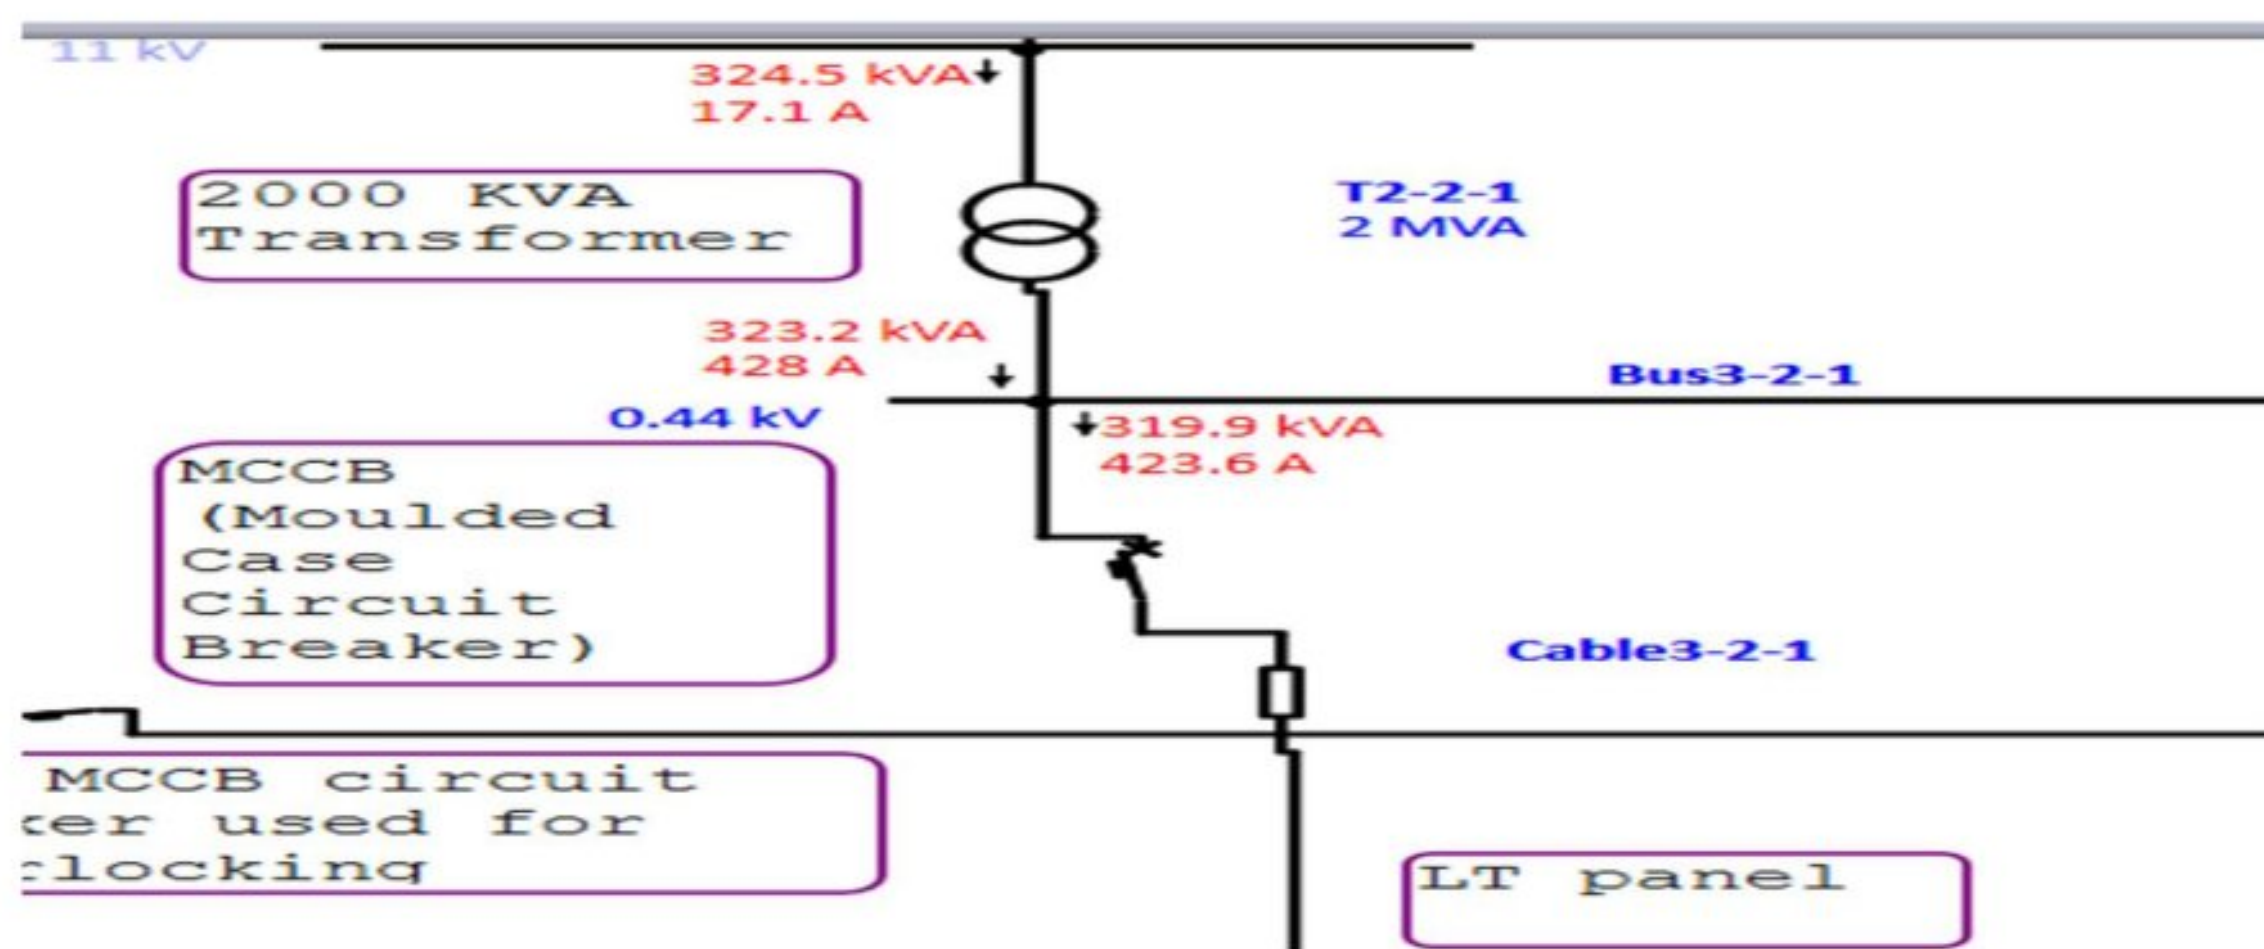 11 kV
324.5 kVA
17.1 A
2000 KVA
Transformer
T2-2-1
2 MVA
323.2 kVA
428 A
Bus3-2-1
0.44 kV
319.9 kVA
423.6 A
MCCB
(Moulded
Case
Circuit
Breaker)
Cable3-2-1
MCCB circuit
ker used for
rlocking
LT panel